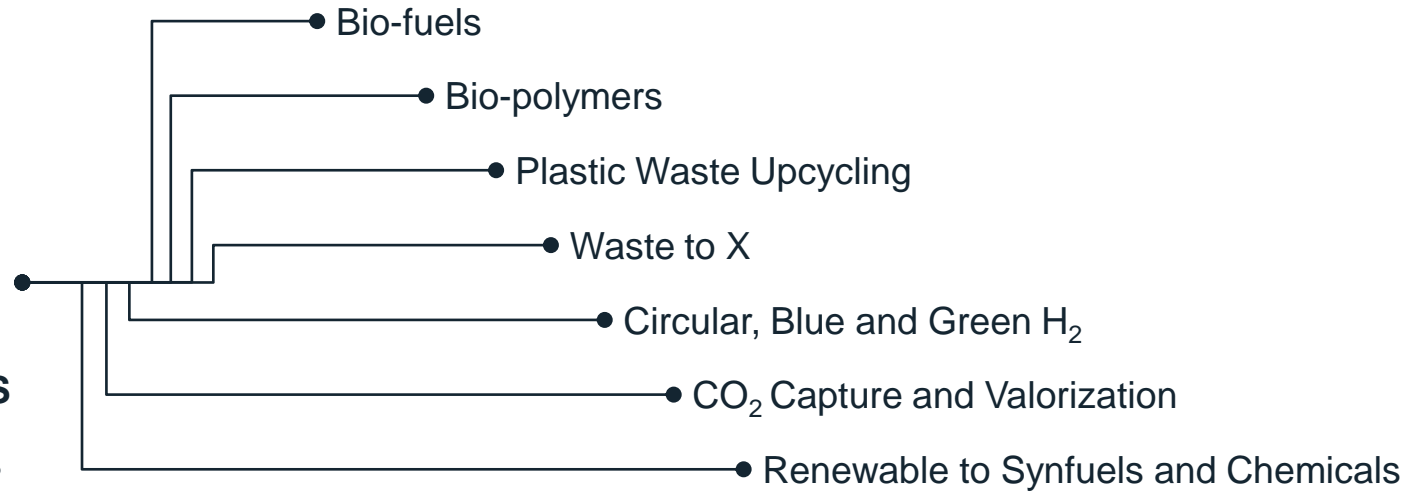 Bio-fuels
Bio-polymers
Plastic Waste Upcycling
Waste to X
Circular, Blue and Green H₂
CO₂ Capture and Valorization
Renewable to Synfuels and Chemicals